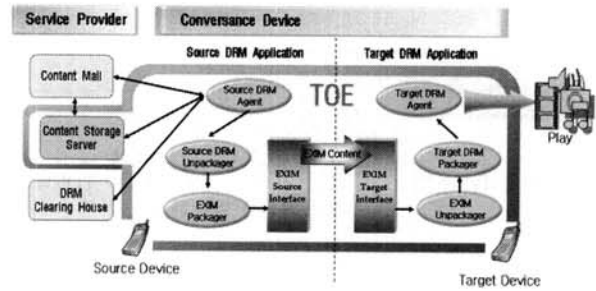 Service Provider
Conversance Device
Source DRM Application
Target DRM Application
Content Mall
Source DRM
Agent
TOE
Target DRM
Agent
Play
Content Storage
Server
Source DRM
Unpackager
EXIM Content
Target DRM
Packager
DRM
Clearing House
EXIM
Packager
EXIM
Source
Interface
EXIM
Target
Interface
EXIM
Unpackager
Source Device
Target Device